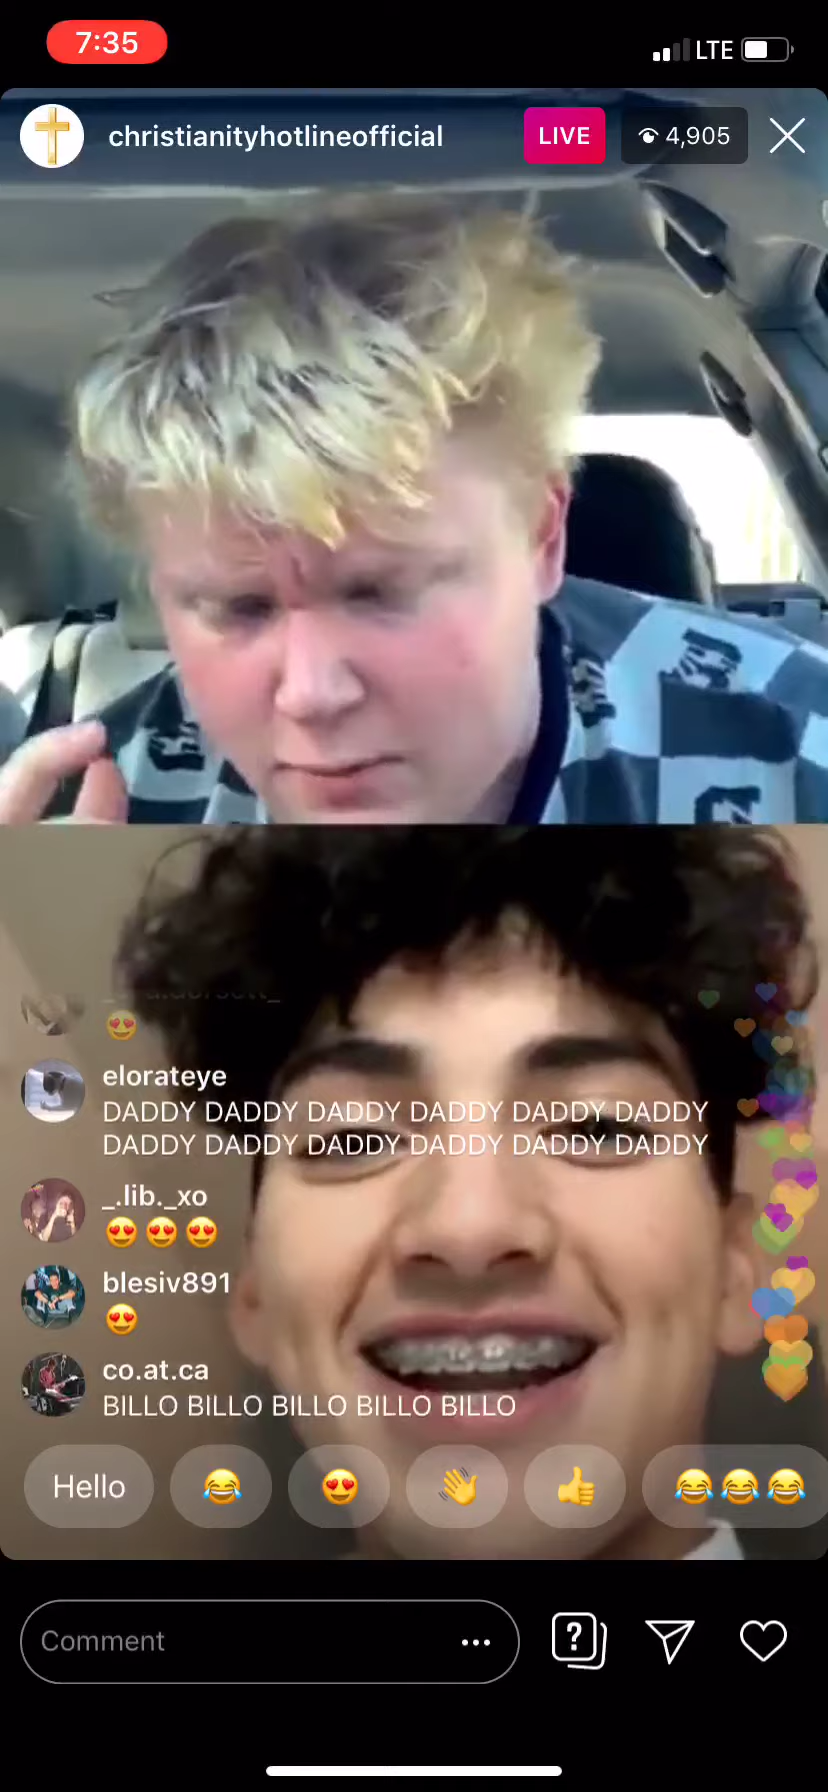 7:35
LTE
christianityhotlineofficial
LIVE
4,905
elorateye
DADDY DADDY DADDY DADDY DADDY DADDY
DADDY DADDY DADDY DADDY DADDY DADDY
_.lib._xo
😍😍😍
blesiv891
😍
co.at.ca
BILLO BILLO BILLO BILLO BILLO
Hello
Comment